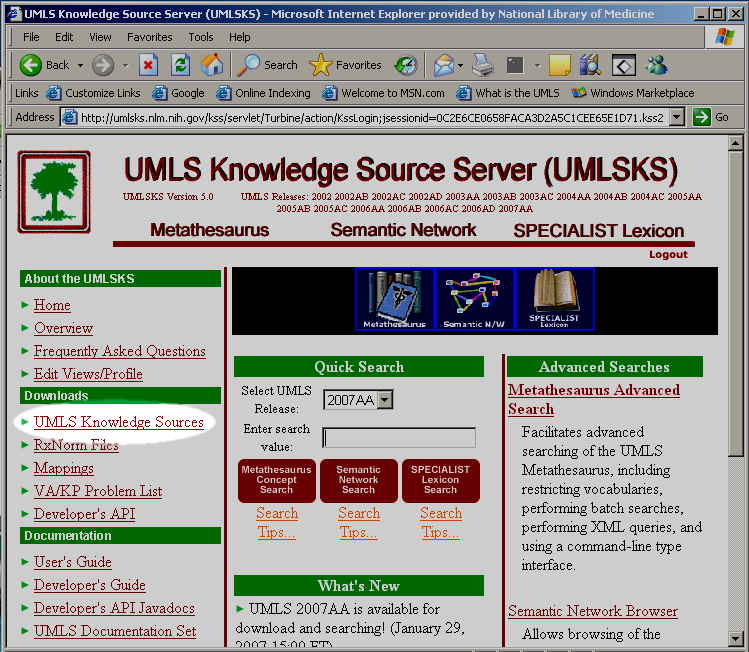 UMLS Knowledge Source Server (UMLSKS) - Microsoft Internet Explorer provided by National Library of Medicine
File Edit View Favorites Tools Help
Back Search Favorites
Links Customize Links Google Online Indexing Welcome to MSN.com What is the UMLS Windows Marketplace
Address http://umlsks.nlm.nih.gov/kss/servlet/Turbine/action/KssLogin;jsessionid=0C2E6CE0658FACA3D2A5C1CEE65E1D71.kss2 Go
UMLS Knowledge Source Server (UMLSKS)
UMLSKS Version 5.0 UMLS Releases: 2002 2002AB 2002AC 2002AD 2003AA 2003AB 2003AC 2004AA 2004AB 2004AC 2005AA
2005AB 2005AC 2006AA 2006AB 2006AC 2006AD 2007AA
Metathesaurus Semantic Network SPECIALIST Lexicon
Logout
About the UMLSKS
Home
Overview
Frequently Asked Questions
Edit Views/Profile
Downloads
UMLS Knowledge Sources
RxNorm Files
Mappings
VA/KP Problem List
Developer's API
Documentation
User's Guide
Developer's Guide
Developer's API Javadocs
UMLS Documentation Set
Metathesaurus Semantic N/W SPECIALIST
Lexicon
Quick Search
Select UMLS
Release: 2007AA
Enter search
value:
Metathesaurus
Concept
Search
Semantic
Network
Search
SPECIALIST
Lexicon
Search
Search
Tips...
Search
Tips...
Search
Tips...
What's New
UMLS 2007AA is available for
download and searching! (January 29,
2007 15:00 ET)
Advanced Searches
Metathesaurus Advanced
Search
Facilitates advanced
searching of the UMLS
Metathesaurus, including
restricting vocabularies,
performing batch searches,
performing XML queries, and
using a command-line type
interface.
Semantic Network Browser
Allows browsing of the